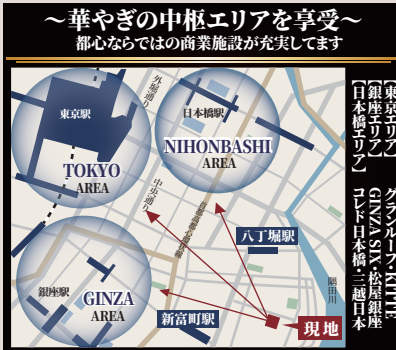 ～華やぎの中枢エリアを享受～
都心ならではの商業施設が充実してます
【東京エリア】 グランルーフ・KITTE
【銀座エリア】 GINZA SIX・松屋銀座
【日本橋エリア】 コレド日本橋・三越日本
外堀通り
東京駅
日本橋駅
NIHONBASHI
AREA
TOKYO
AREA
中央通り
首都高都心環状線
八丁堀駅
隅田川
銀座駅
GINZA
AREA
新富町駅
現地